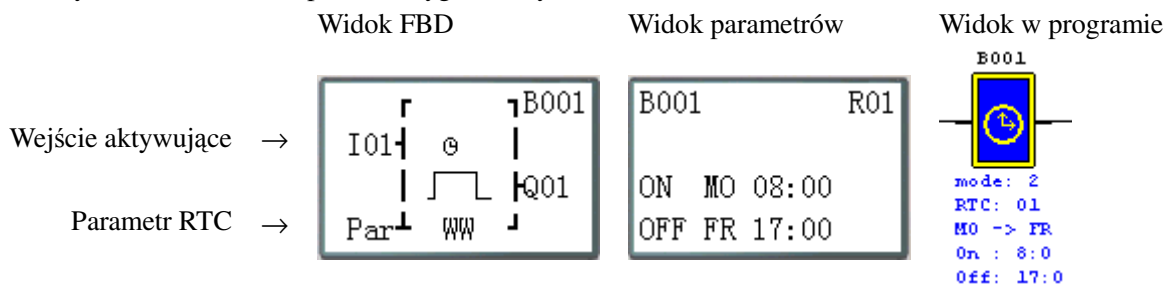 Widok FBD
Widok parametrów
Widok w programie
Wejście aktywujące →
Parametr RTC →
B001
I01
Q01
Par
WW
B001 R01
ON MO 08:00
OFF FR 17:00
B001
mode: 2
RTC: 01
MO -> FR
On : 8:0
Off: 17:0